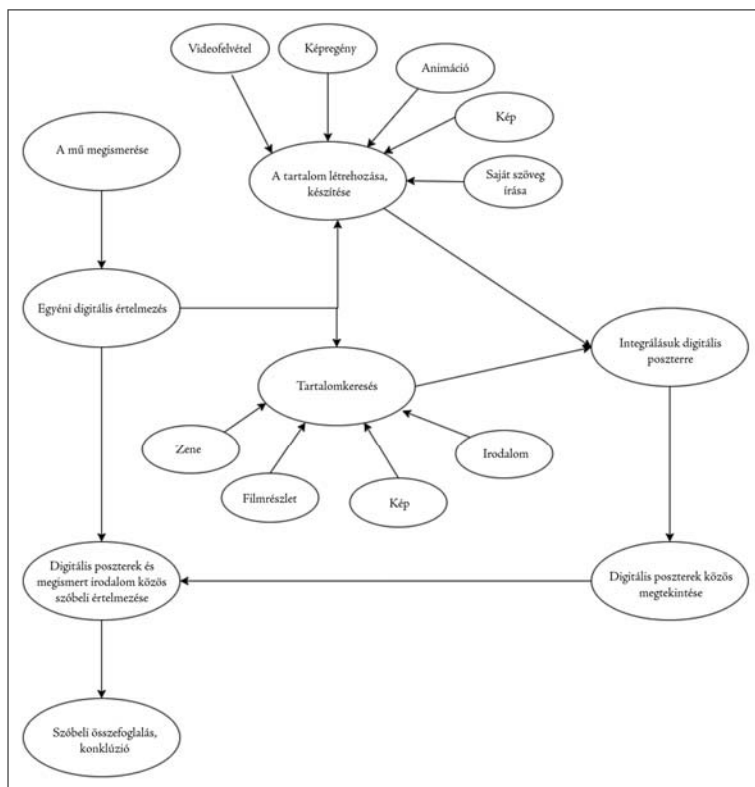 Videofelvétel
Képregény
Animáció
Kép
Saját szöveg
írása
A mű megismerése
A tartalom létrehozása,
készítése
Egyéni digitális értelmezés
Integrálásuk digitális
poszterre
Tartalomkeresés
Zene
Filmrészlet
Kép
Irodalom
Digitális poszterek és
megismert irodalom közös
szóbeli értelmezése
Digitális poszterek közös
megtekintése
Szóbeli összefoglalás,
konklúzió